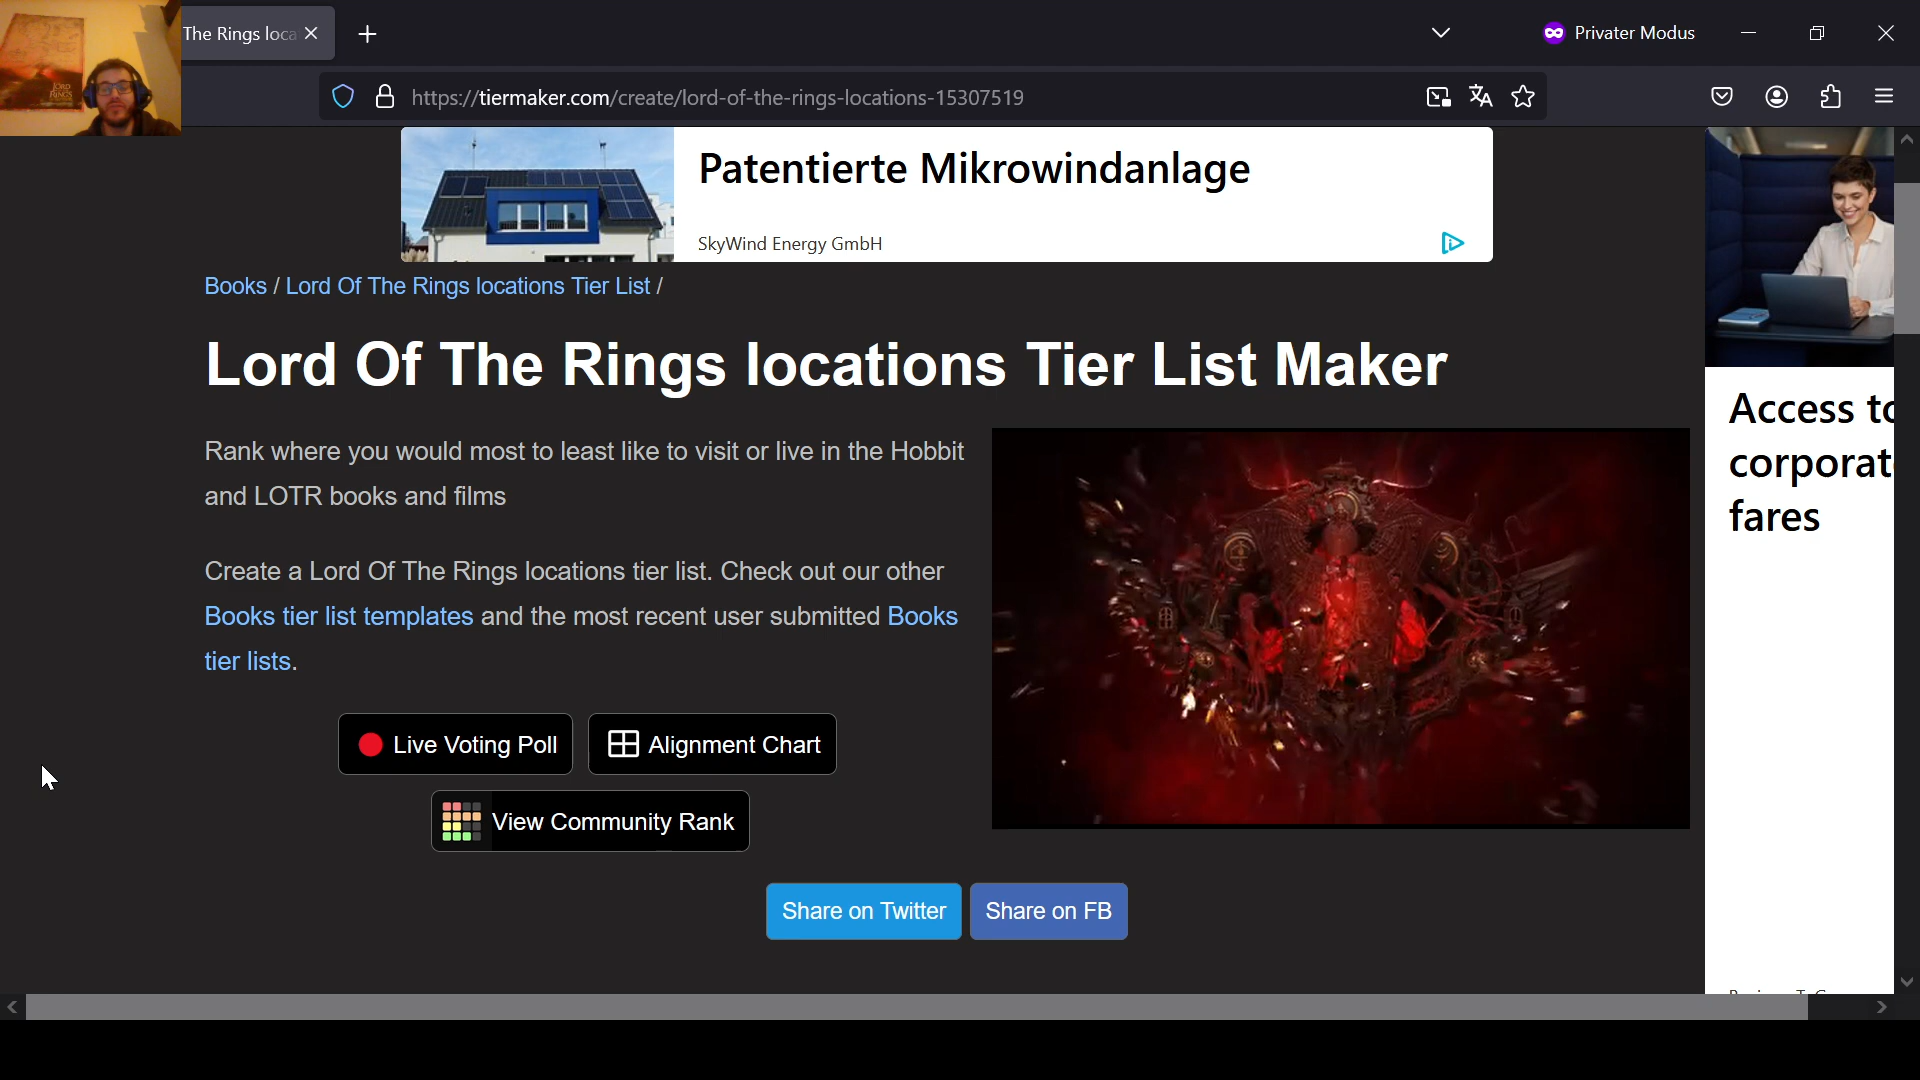 The Rings loca
Privater Modus
https://tiermaker.com/create/lord-of-the-rings-locations-15307519
LORD
RINGS
Patentierte Mikrowindanlage
SkyWind Energy GmbH
Books / Lord Of The Rings locations Tier List /
Lord Of The Rings locations Tier List Maker
Rank where you would most to least like to visit or live in the Hobbit
and LOTR books and films
Create a Lord Of The Rings locations tier list. Check out our other
Books tier list templates and the most recent user submitted Books
tier lists.
Live Voting Poll
Alignment Chart
View Community Rank
Share on Twitter
Share on FB
Access to
corporat
fares